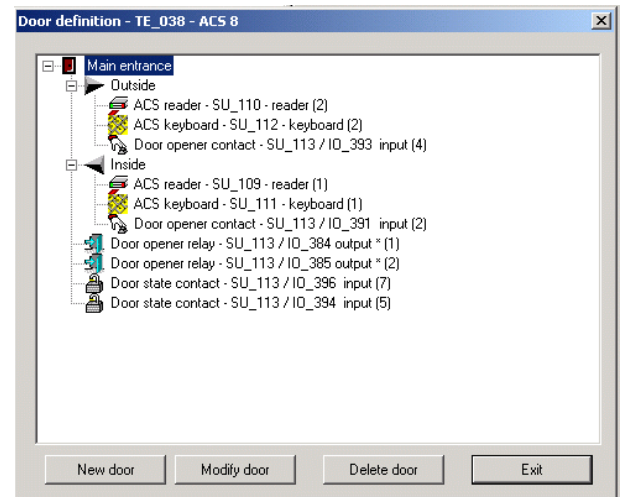 Door definition - TE_038 - ACS 8
Main entrance
Outside
ACS reader - SU_110 - reader (2)
ACS keyboard - SU_112 - keyboard (2)
Door opener contact - SU_113 / IO_393 input (4)
Inside
ACS reader - SU_109 - reader (1)
ACS keyboard - SU_111 - keyboard (1)
Door opener contact - SU_113 / IO_391 input (2)
Door opener relay - SU_113 / IO_384 output * (1)
Door opener relay - SU_113 / IO_385 output * (2)
Door state contact - SU_113 / IO_396 input (7)
Door state contact - SU_113 / IO_394 input (5)
New door Modify door Delete door Exit